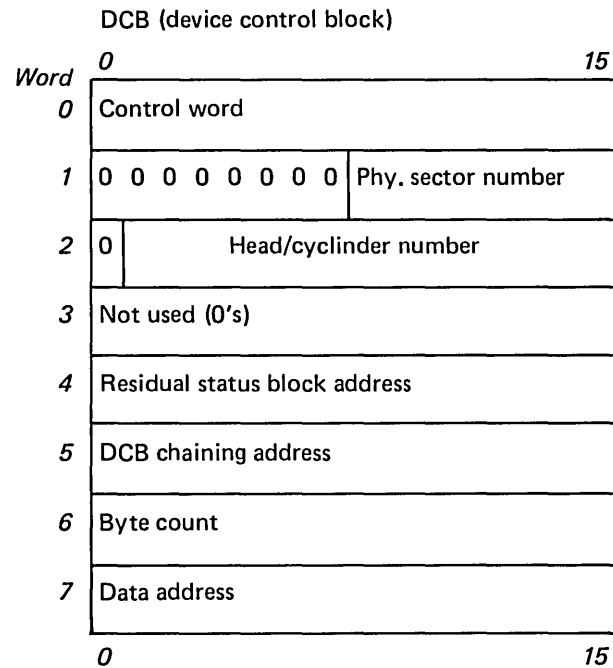 DCB (device control block)
0 15
Word
0 Control word
1 0 0 0 0 0 0 0 0 Phy. sector number
2 0 Head/cyclinder number
3 Not used (0's)
4 Residual status block address
5 DCB chaining address
6 Byte count
7 Data address
0 15